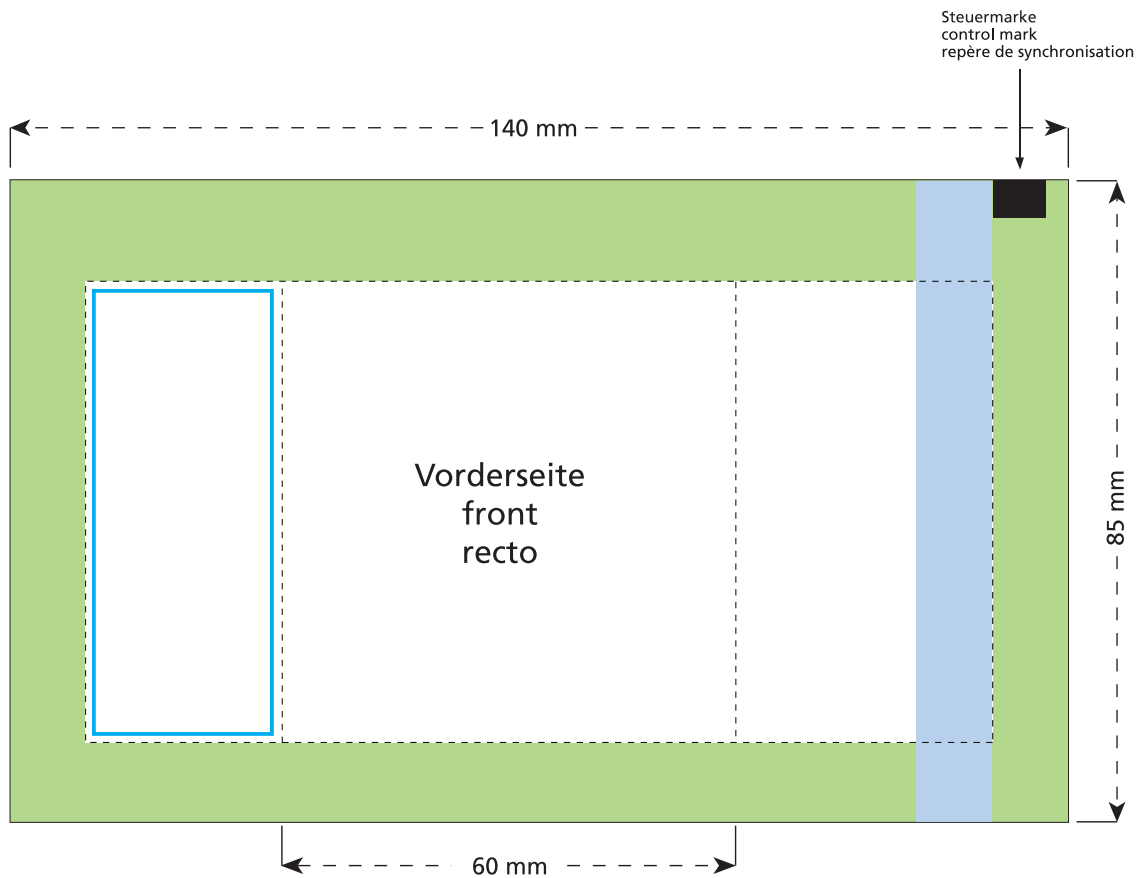 Steuermarke
control mark
repère de synchronisation
140 mm
Vorderseite
front
recto
85 mm
60 mm